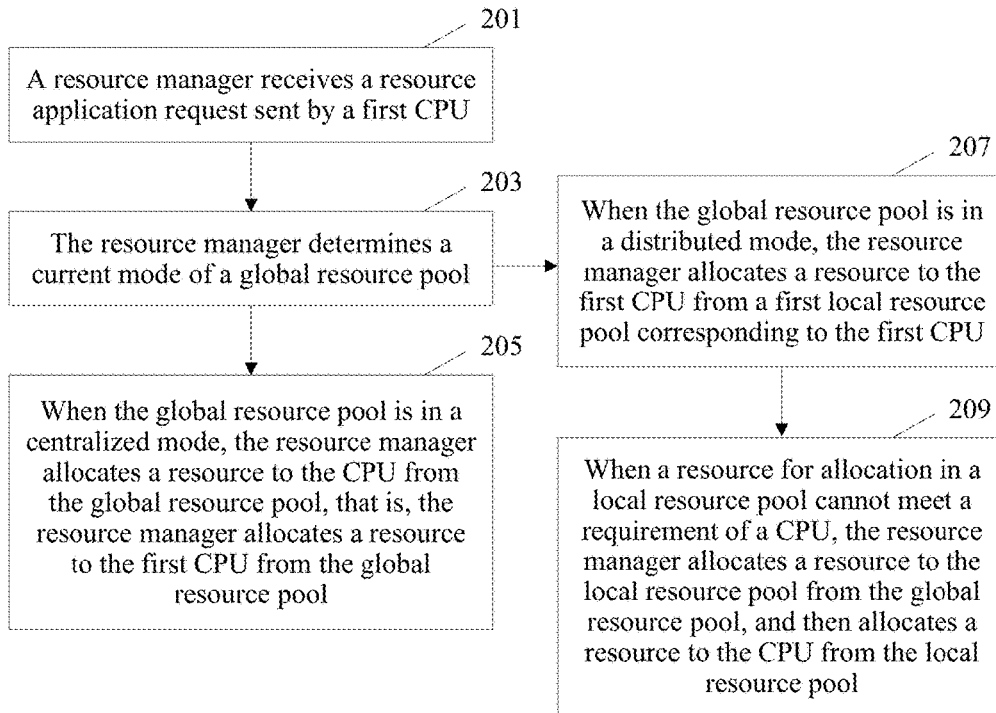 201
A resource manager receives a resource
application request sent by a first CPU
203
The resource manager determines a
current mode of a global resource pool
205
When the global resource pool is in a
centralized mode, the resource manager
allocates a resource to the CPU from
the global resource pool, that is, the
resource manager allocates a resource
to the first CPU from the global
resource pool
207
When the global resource pool is in
a distributed mode, the resource
manager allocates a resource to the
first CPU from a first local resource
pool corresponding to the first CPU
209
When a resource for allocation in a
local resource pool cannot meet a
requirement of a CPU, the resource
manager allocates a resource to the
local resource pool from the global
resource pool, and then allocates a
resource to the CPU from the local
resource pool